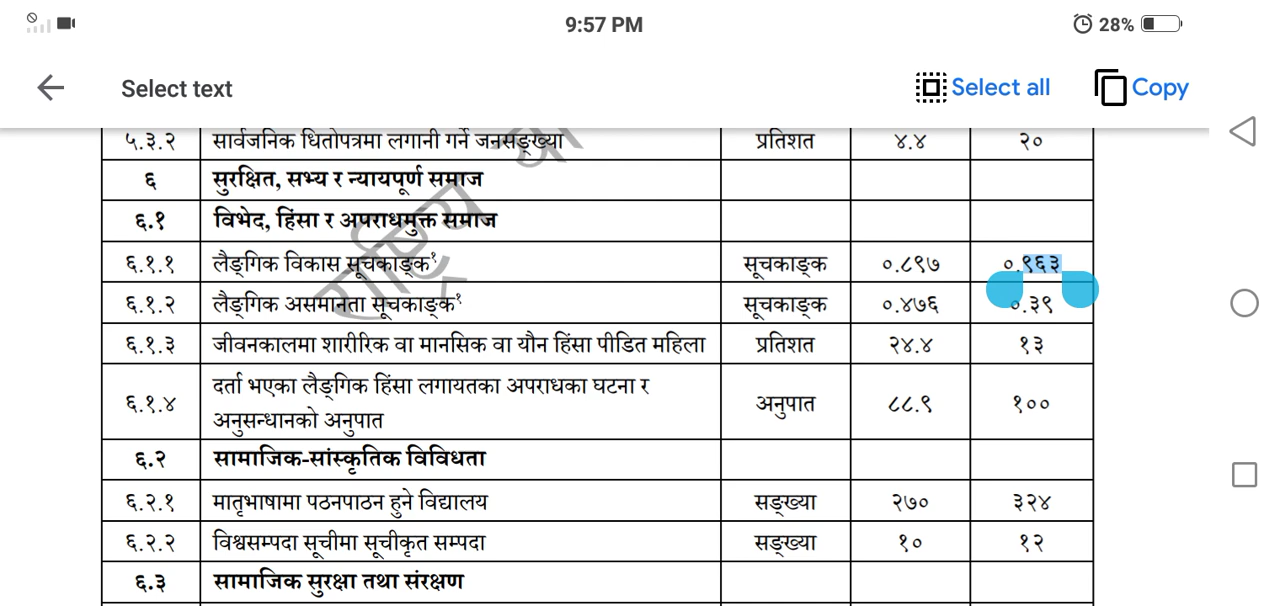 9:57 PM
28%
Select text
Select all
Copy
५.३.२ सार्वजनिक धितोपत्रमा लगानी गर्ने जनसङ्ख्या प्रतिशत ४.४ २०
६ सुरक्षित, सभ्य र न्यायपूर्ण समाज
६.१ विभेद, हिंसा र अपराधमुक्त समाज
६.१.१ लैङ्गिक विकास सूचकाङ्क१ सूचकाङ्क ०.८९७ ०.९६३
६.१.२ लैङ्गिक असमानता सूचकाङ्क१ सूचकाङ्क ०.४७६ ०.३९
६.१.३ जीवनकालमा शारीरिक वा मानसिक वा यौन हिंसा पीडित महिला प्रतिशत २४.४ १३
६.१.४ दर्ता भएका लैङ्गिक हिंसा लगायतका अपराधका घटना र
अनुसन्धानको अनुपात अनुपात ८८.९ १००
६.२ सामाजिक-सांस्कृतिक विविधता
६.२.१ मातृभाषामा पठनपाठन हुने विद्यालय सङ्ख्या २७० ३२४
६.२.२ विश्वसम्पदा सूचीमा सूचीकृत सम्पदा सङ्ख्या १० १२
६.३ सामाजिक सुरक्षा तथा संरक्षण
राष्ट्रिय